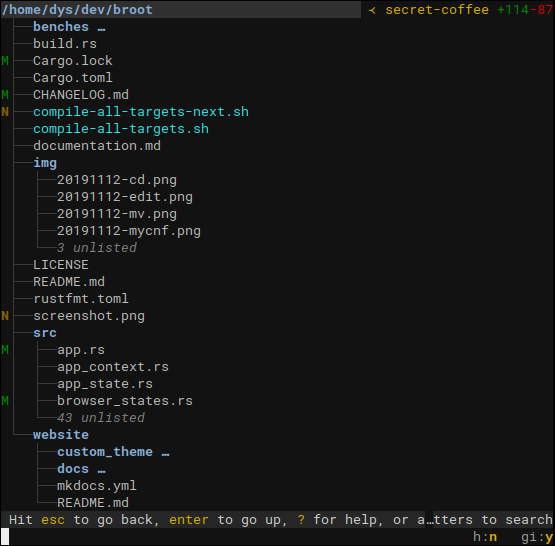 /home/dys/dev/broot ≺ secret-coffee +114-87
benches …
build.rs
M Cargo.lock
Cargo.toml
M CHANGELOG.md
N compile-all-targets-next.sh
compile-all-targets.sh
documentation.md
img
20191112-cd.png
20191112-edit.png
20191112-mv.png
20191112-mycnf.png
3 unlisted
LICENSE
README.md
rustfmt.toml
N screenshot.png
src
M app.rs
app_context.rs
app_state.rs
M browser_states.rs
43 unlisted
website
custom_theme …
docs …
mkdocs.yml
README.md
Hit esc to go back, enter to go up, ? for help, or a…tters to search
h:n gi:y